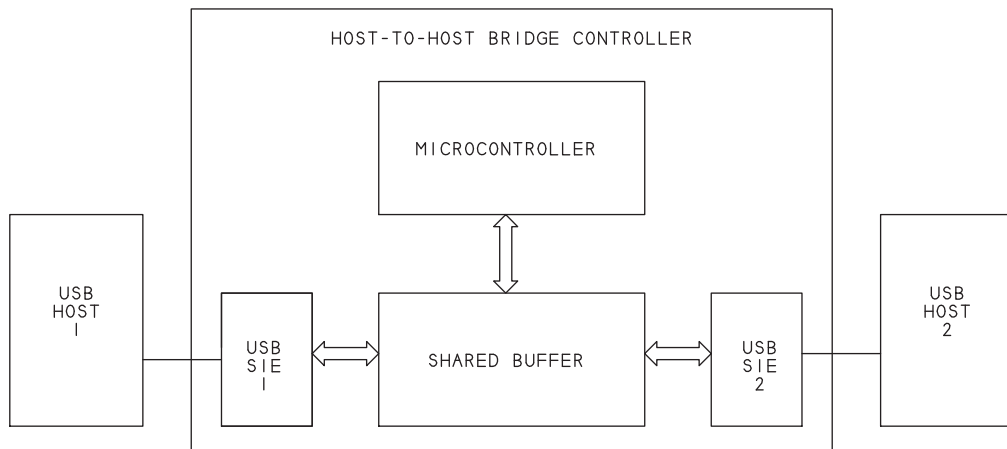 HOST-TO-HOST BRIDGE CONTROLLER
MICROCONTROLLER
USB
HOST
1
USB
SIE
1
SHARED BUFFER
USB
SIE
2
USB
HOST
2